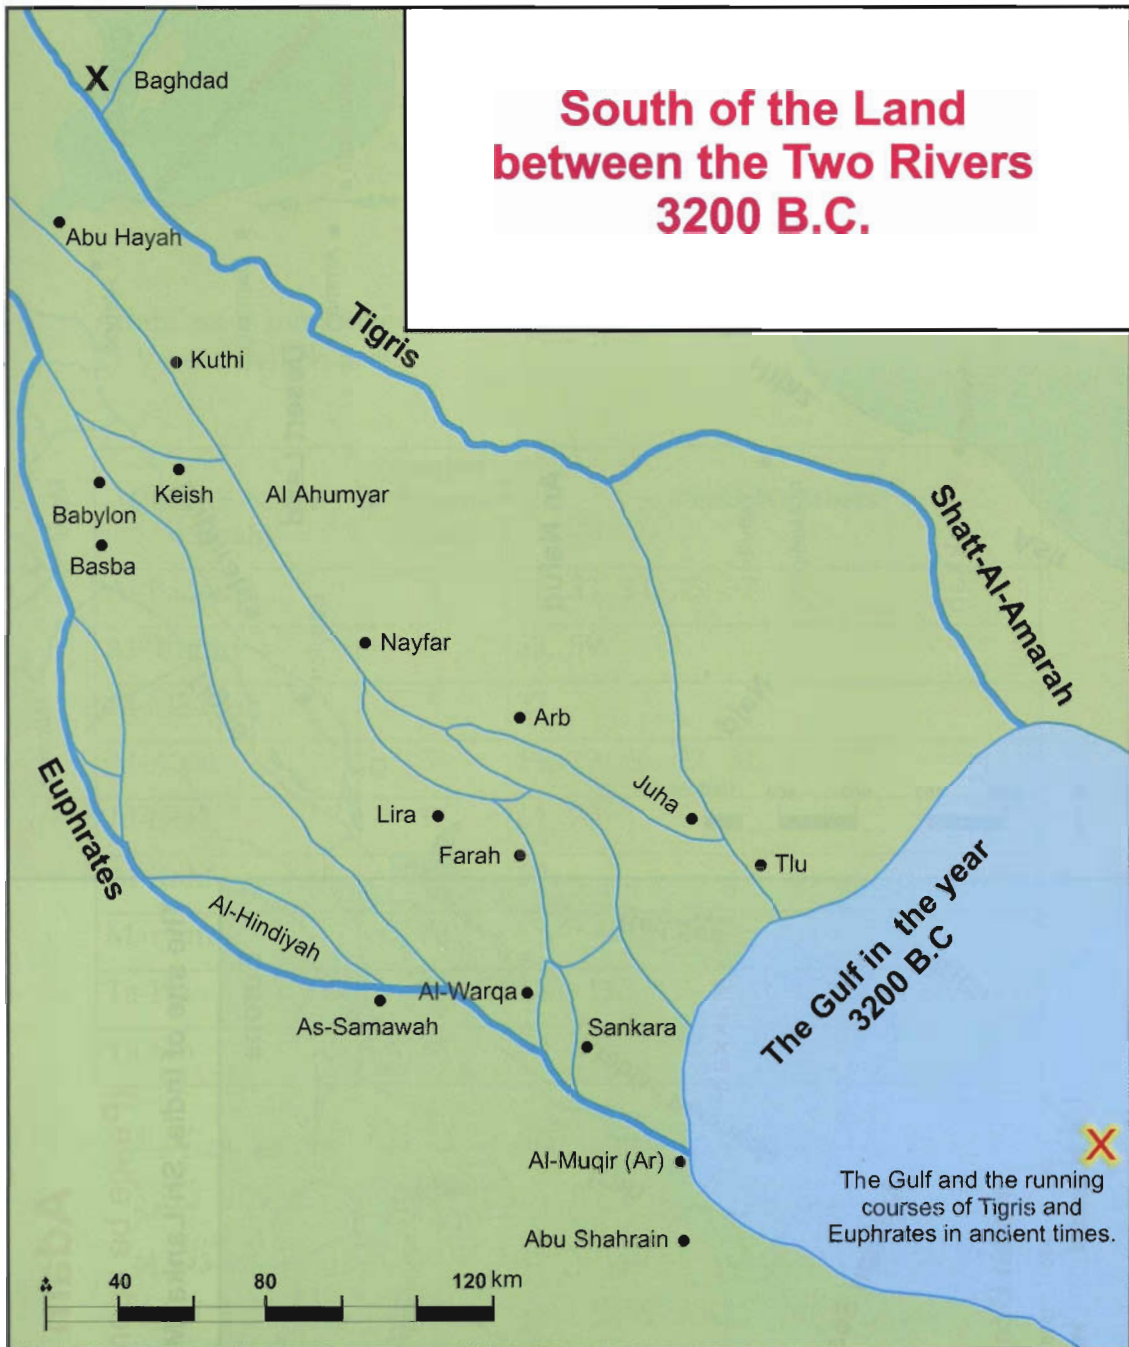 South of the Land
between the Two Rivers
3200 B.C.
X Baghdad
Abu Hayah
Tigris
Kuthi
Keish
Al Ahumyar
Babylon
Basba
Shatt-Al-Amarah
Nayfar
Arb
Juha
Euphrates
Lira
Farah
Tlu
Al-Hindiyah
The Gulf in the year
3200 B.C
Al-Warqa
As-Samawah
Sankara
Al-Muqir (Ar)
X
The Gulf and the running
courses of Tigris and
Euphrates in ancient times.
Abu Shahrain
40 80 120 km